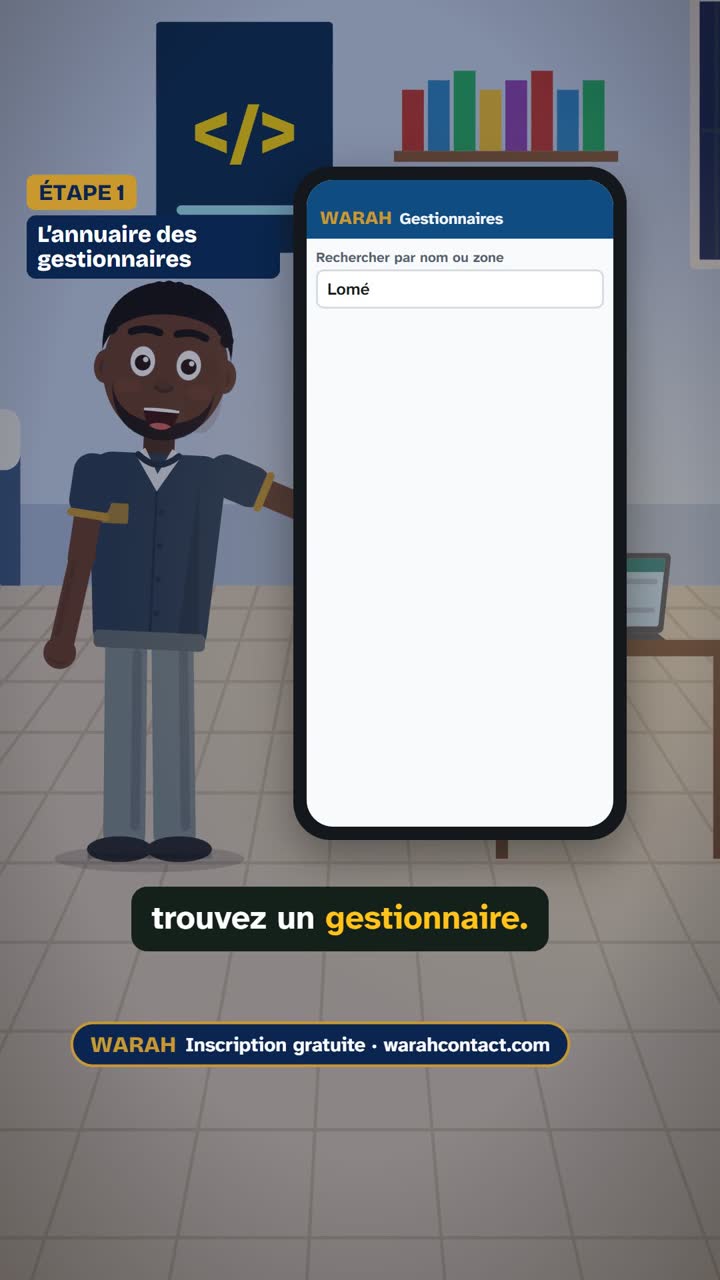 </>
ÉTAPE 1
L'annuaire des
gestionnaires
WARAH Gestionnaires
Rechercher par nom ou zone
Lomé
trouvez un gestionnaire.
WARAH Inscription gratuite · warahcontact.com